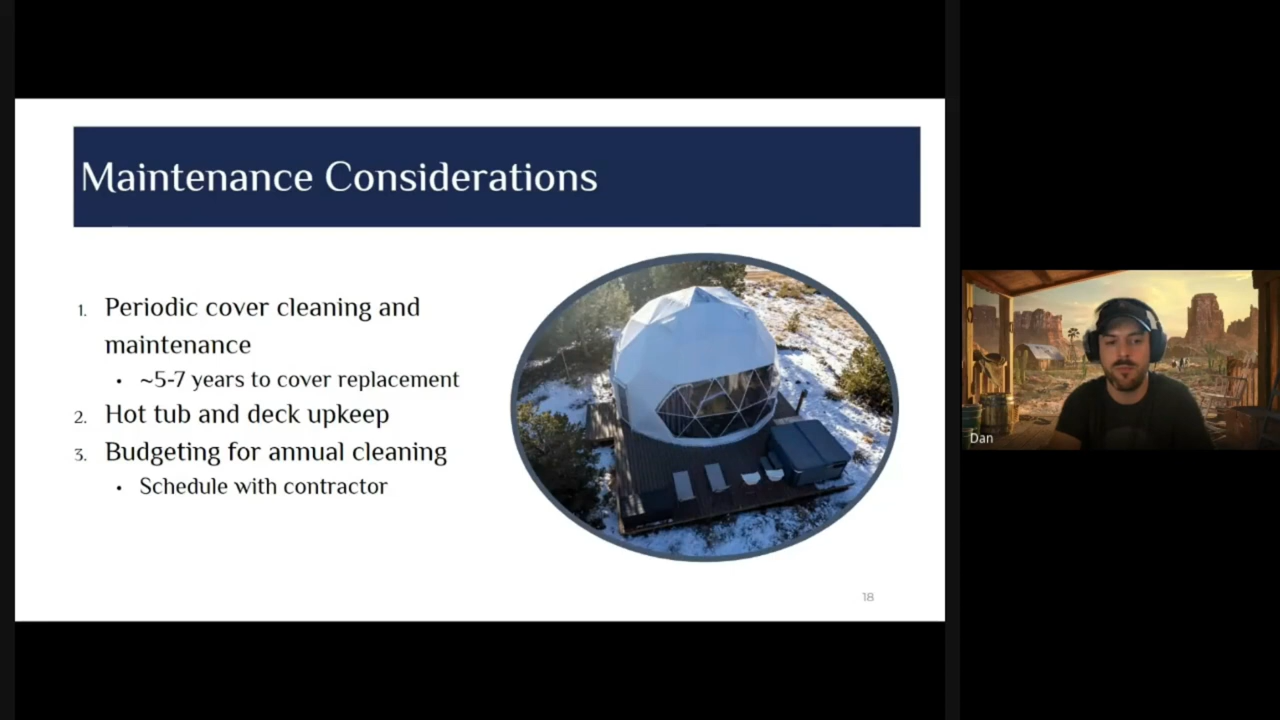 Maintenance Considerations
1. Periodic cover cleaning and
maintenance
• ~5-7 years to cover replacement
2. Hot tub and deck upkeep
3. Budgeting for annual cleaning
• Schedule with contractor
18
Dan